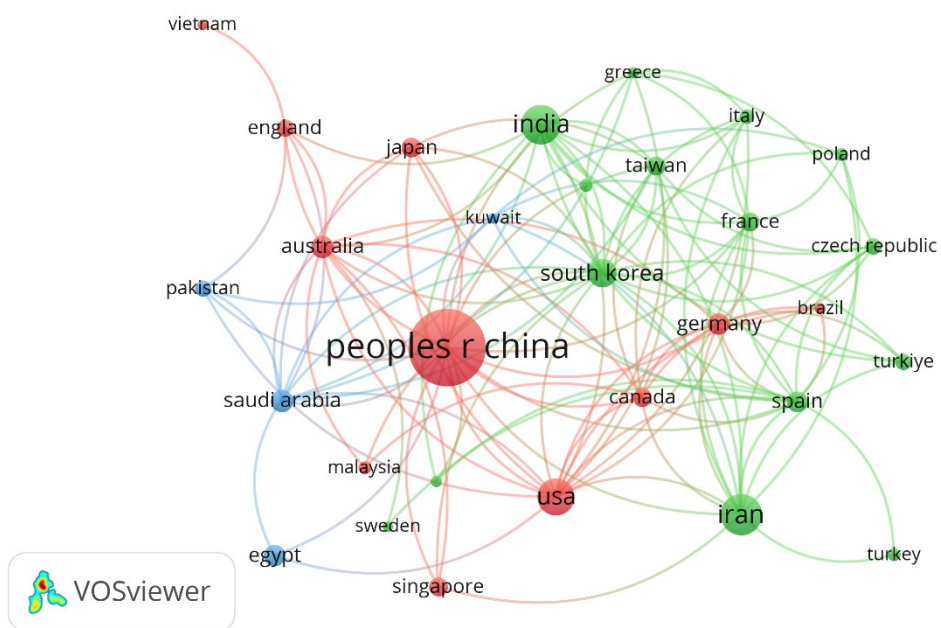 vietnam
greece
england
india
italy
japan
taiwan
poland
kuwait
france
australia
czech republic
south korea
pakistan
brazil
germany
peoples r china
turkiye
canada
saudi arabia
spain
malaysia
usa
iran
sweden
egypt
turkey
singapore
VOSviewer